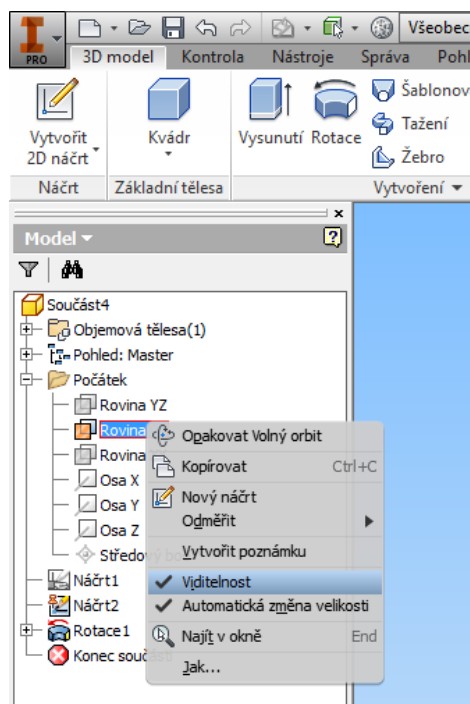 PRO
Všeobec
3D model Kontrola Nástroje Správa Pohl
Vytvořit
2D náčrt
Kvádr
Vysunutí
Rotace
Šablonov
Tažení
Žebro
Náčrt
Základní tělesa
Vytvoření
Model
Součást4
Objemová tělesa(1)
Pohled: Master
Počátek
Rovina YZ
Rovina
Rovina
Osa X
Osa Y
Osa Z
Středový bo
Náčrt1
Náčrt2
Rotace1
Konec součásti
Opakovat Volný orbit
Kopírovat Ctrl+C
Nový náčrt
Odměřit
Vytvořit poznámku
Viditelnost
Automatická změna velikosti
Najít v okně End
Jak...